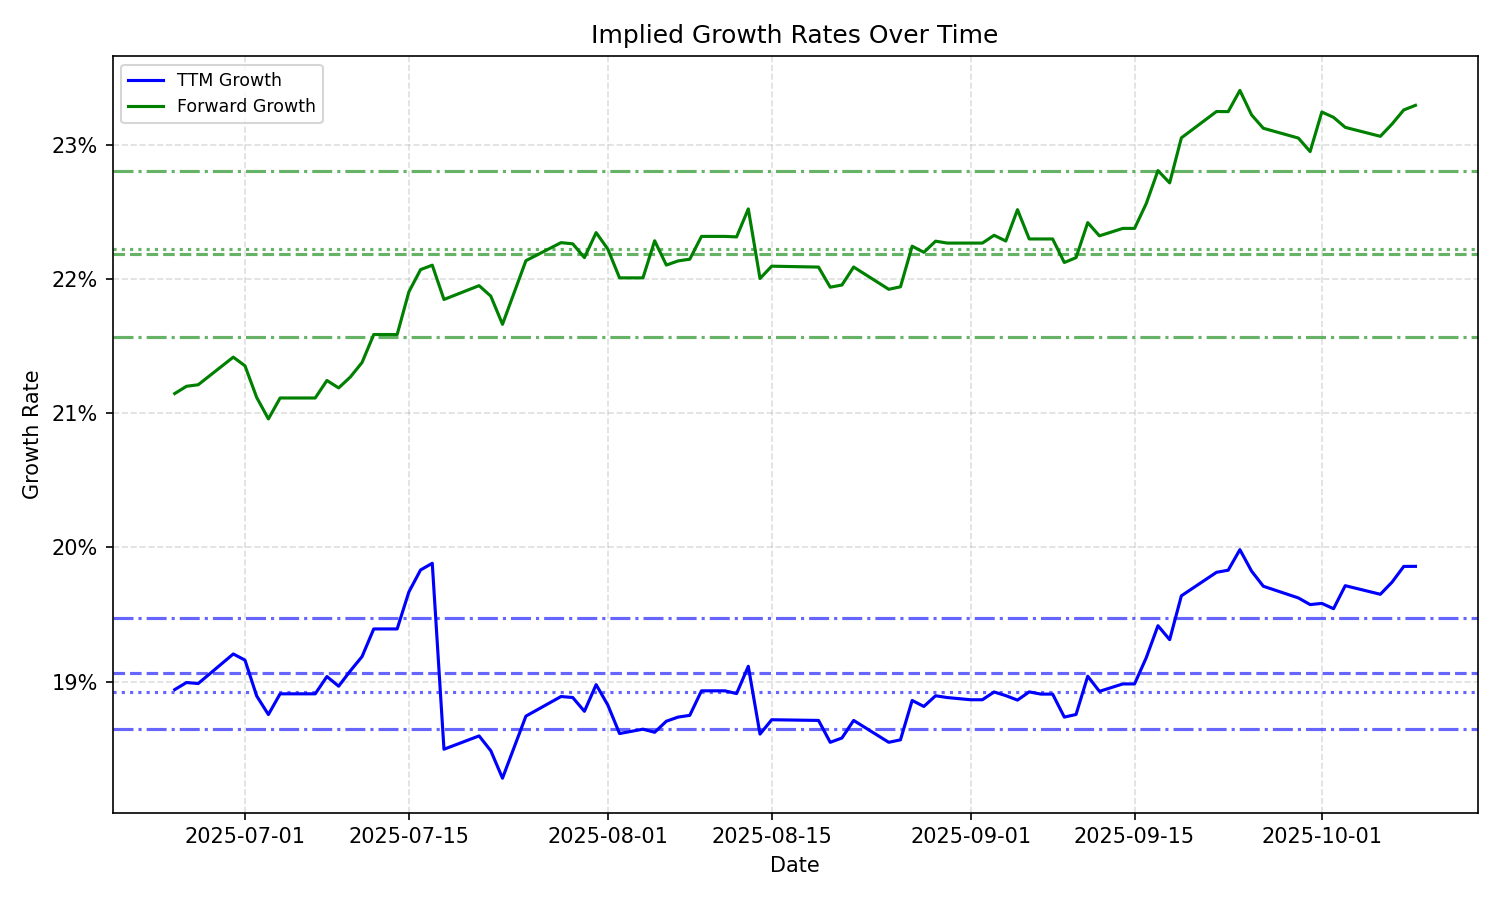 Implied Growth Rates Over Time
TTM Growth
Forward Growth
23%
22%
21%
20%
19%
Growth Rate
2025-07-01
2025-07-15
2025-08-01
2025-08-15
2025-09-01
2025-09-15
2025-10-01
Date